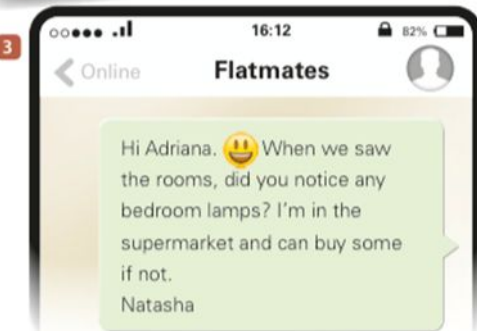 3
16:12
82%
Online
Flatmates
Hi Adriana. 😃 When we saw
the rooms, did you notice any
bedroom lamps? I'm in the
supermarket and can buy some
if not.
Natasha